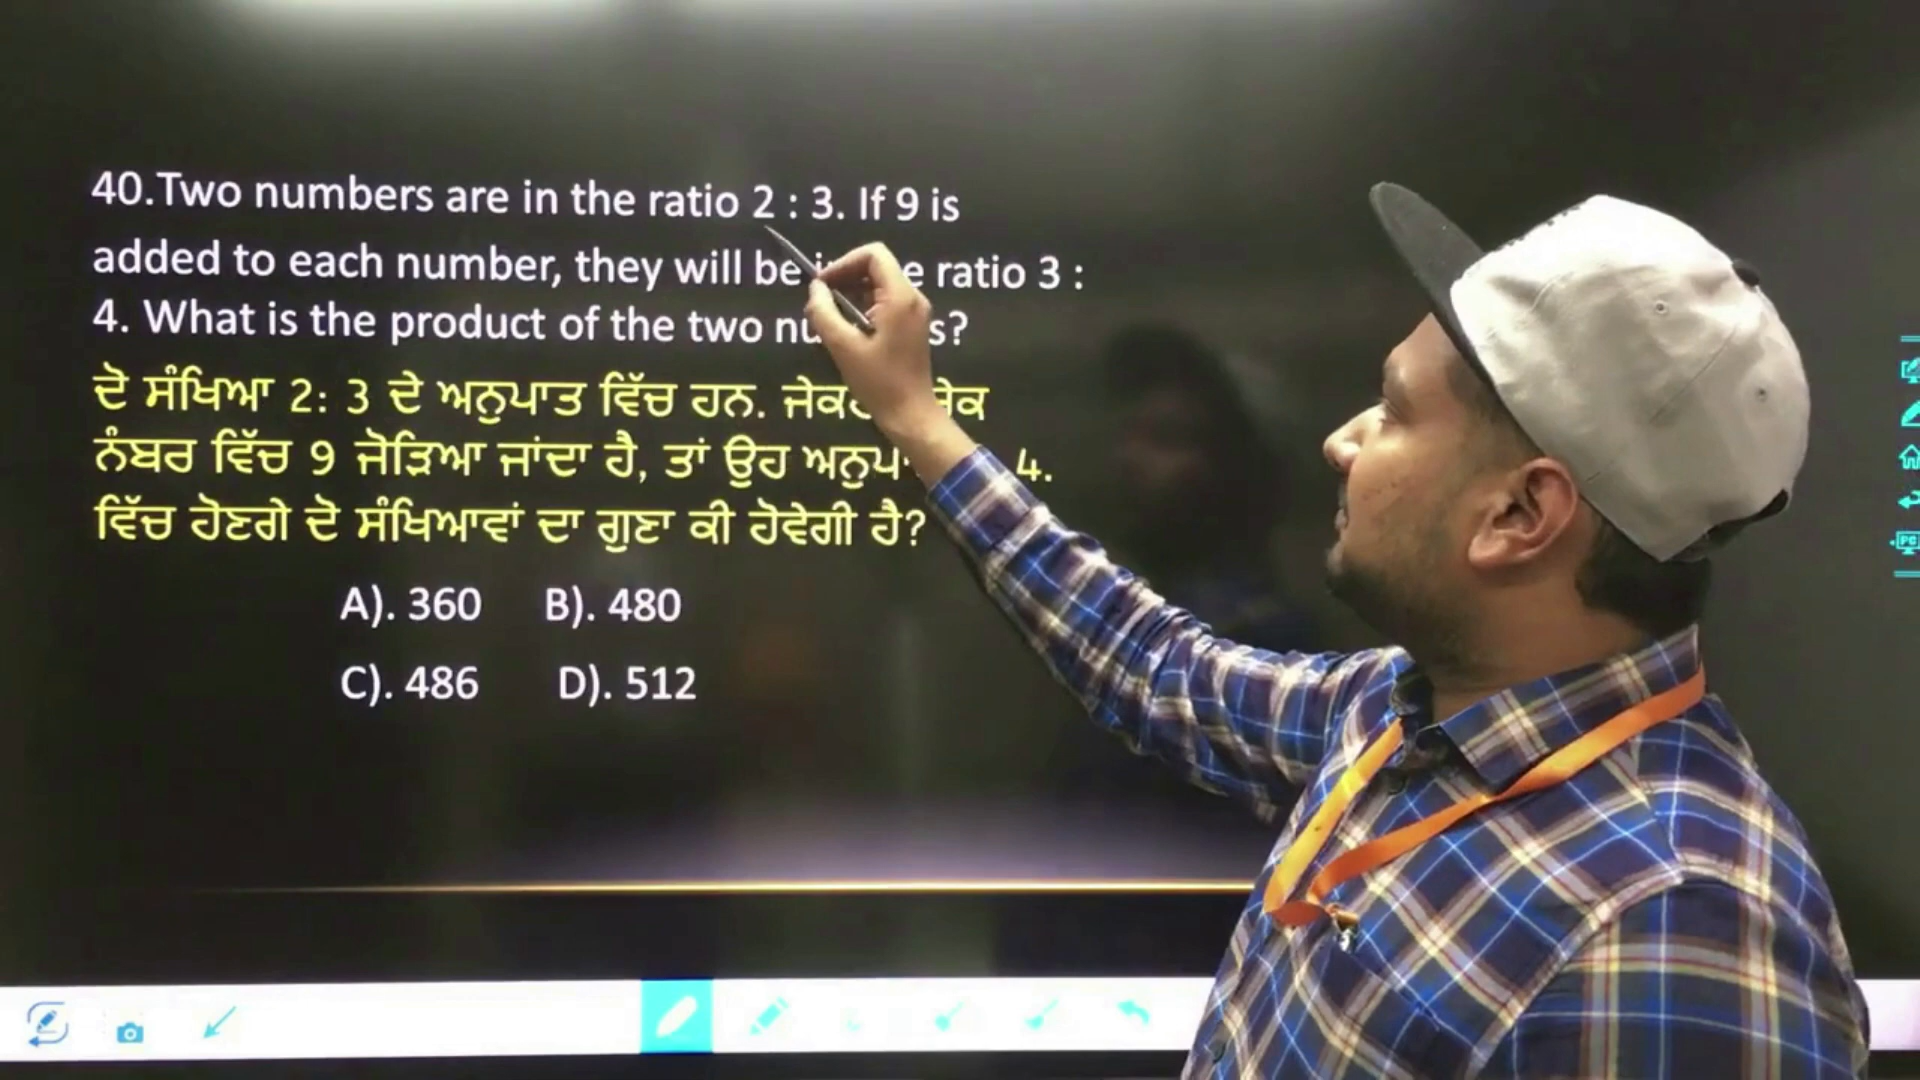 40.Two numbers are in the ratio 2 : 3. If 9 is
added to each number, they will be ratio 3 :
4. What is the product of the two
ਦੋ ਸੰਖਿਆ 2: 3 ਦੇ ਅਨੁਪਾਤ ਵਿੱਚ ਹਨ.
ਨੰਬਰ ਵਿੱਚ 9 ਜੋੜਿਆ ਜਾਂਦਾ ਹੈ, ਤਾਂ ਉਹ 4.
ਵਿੱਚ ਹੋਣਗੇ ਦੋ ਸੰਖਿਆਵਾਂ ਦਾ ਗੁਣਾ ਕੀ ਹੋਵੇਗੀ ਹੈ?
A). 360 B). 480
C). 486 D). 512
PC